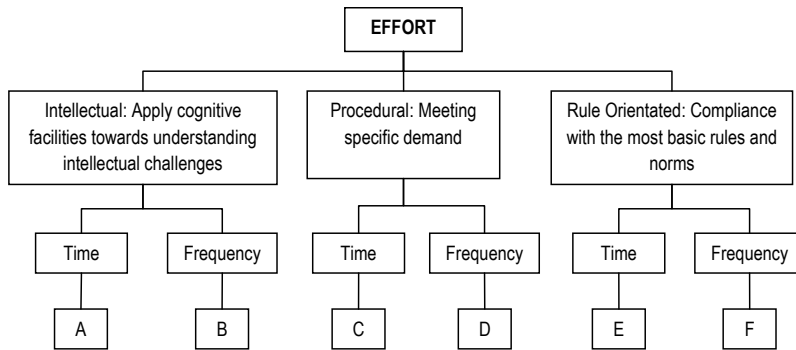 EFFORT
Intellectual: Apply cognitive
facilities towards understanding
intellectual challenges
Procedural: Meeting
specific demand
Rule Orientated: Compliance
with the most basic rules and
norms
Time
Frequency
Time
Frequency
Time
Frequency
A
B
C
D
E
F